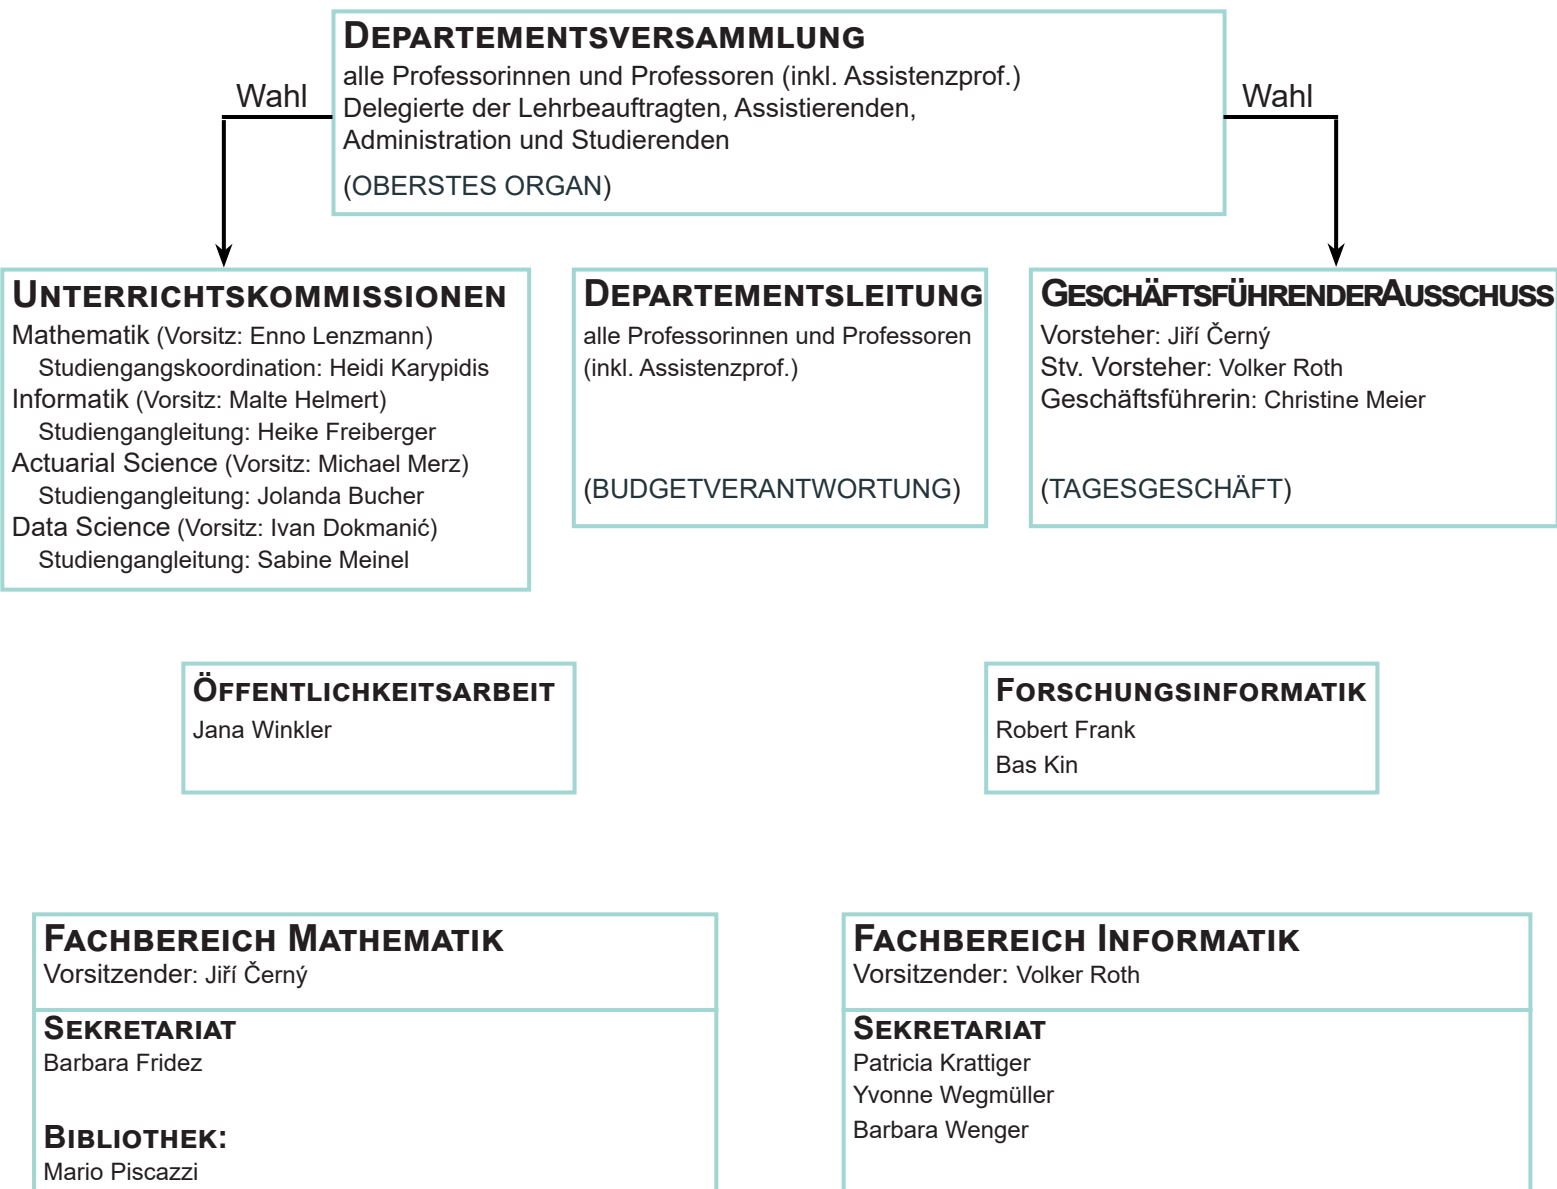 DEPARTEMENTSVERSAMMLUNG
alle Professorinnen und Professoren (inkl. Assistenzprof.)
Delegierte der Lehrbeauftragten, Assistierenden,
Administration und Studierenden
(OBERSTES ORGAN)
Wahl
Wahl
UNTERRICHTSKOMMISSIONEN
Mathematik (Vorsitz: Enno Lenzmann)
Studiengangskoordination: Heidi Karypidis
Informatik (Vorsitz: Malte Helmert)
Studiengangleitung: Heike Freiberger
Actuarial Science (Vorsitz: Michael Merz)
Studiengangleitung: Jolanda Bucher
Data Science (Vorsitz: Ivan Dokmanić)
Studiengangleitung: Sabine Meinel
DEPARTEMENTSLEITUNG
alle Professorinnen und Professoren
(inkl. Assistenzprof.)
(BUDGETVERANTWORTUNG)
GESCHÄFTSFÜHRENDERAUSSCHUSS
Vorsteher: Jiří Černý
Stv. Vorsteher: Volker Roth
Geschäftsführerin: Christine Meier
(TAGESGESCHÄFT)
ÖFFENTLICHKEITSARBEIT
Jana Winkler
FORSCHUNGSINFORMATIK
Robert Frank
Bas Kin
FACHBEREICH MATHEMATIK
Vorsitzender: Jiří Černý
SEKRETARIAT
Barbara Fridez
BIBLIOTHEK:
Mario Piscazzi
FACHBEREICH INFORMATIK
Vorsitzender: Volker Roth
SEKRETARIAT
Patricia Krattiger
Yvonne Wegmüller
Barbara Wenger